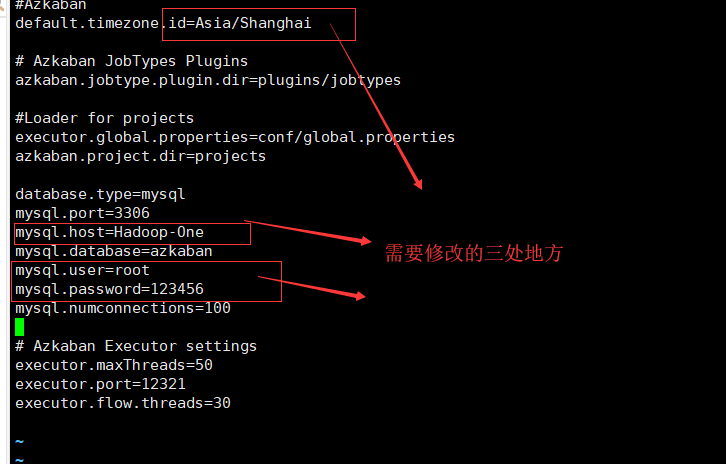 #Azkaban
default.timezone.id=Asia/Shanghai
# Azkaban JobTypes Plugins
azkaban.jobtype.plugin.dir=plugins/jobtypes
#Loader for projects
executor.global.properties=conf/global.properties
azkaban.project.dir=projects
database.type=mysql
mysql.port=3306
mysql.host=Hadoop-One
mysql.database=azkaban
需要修改的三处地方
mysql.user=root
mysql.password=123456
mysql.numconnections=100
# Azkaban Executor settings
executor.maxThreads=50
executor.port=12321
executor.flow.threads=30
~
~